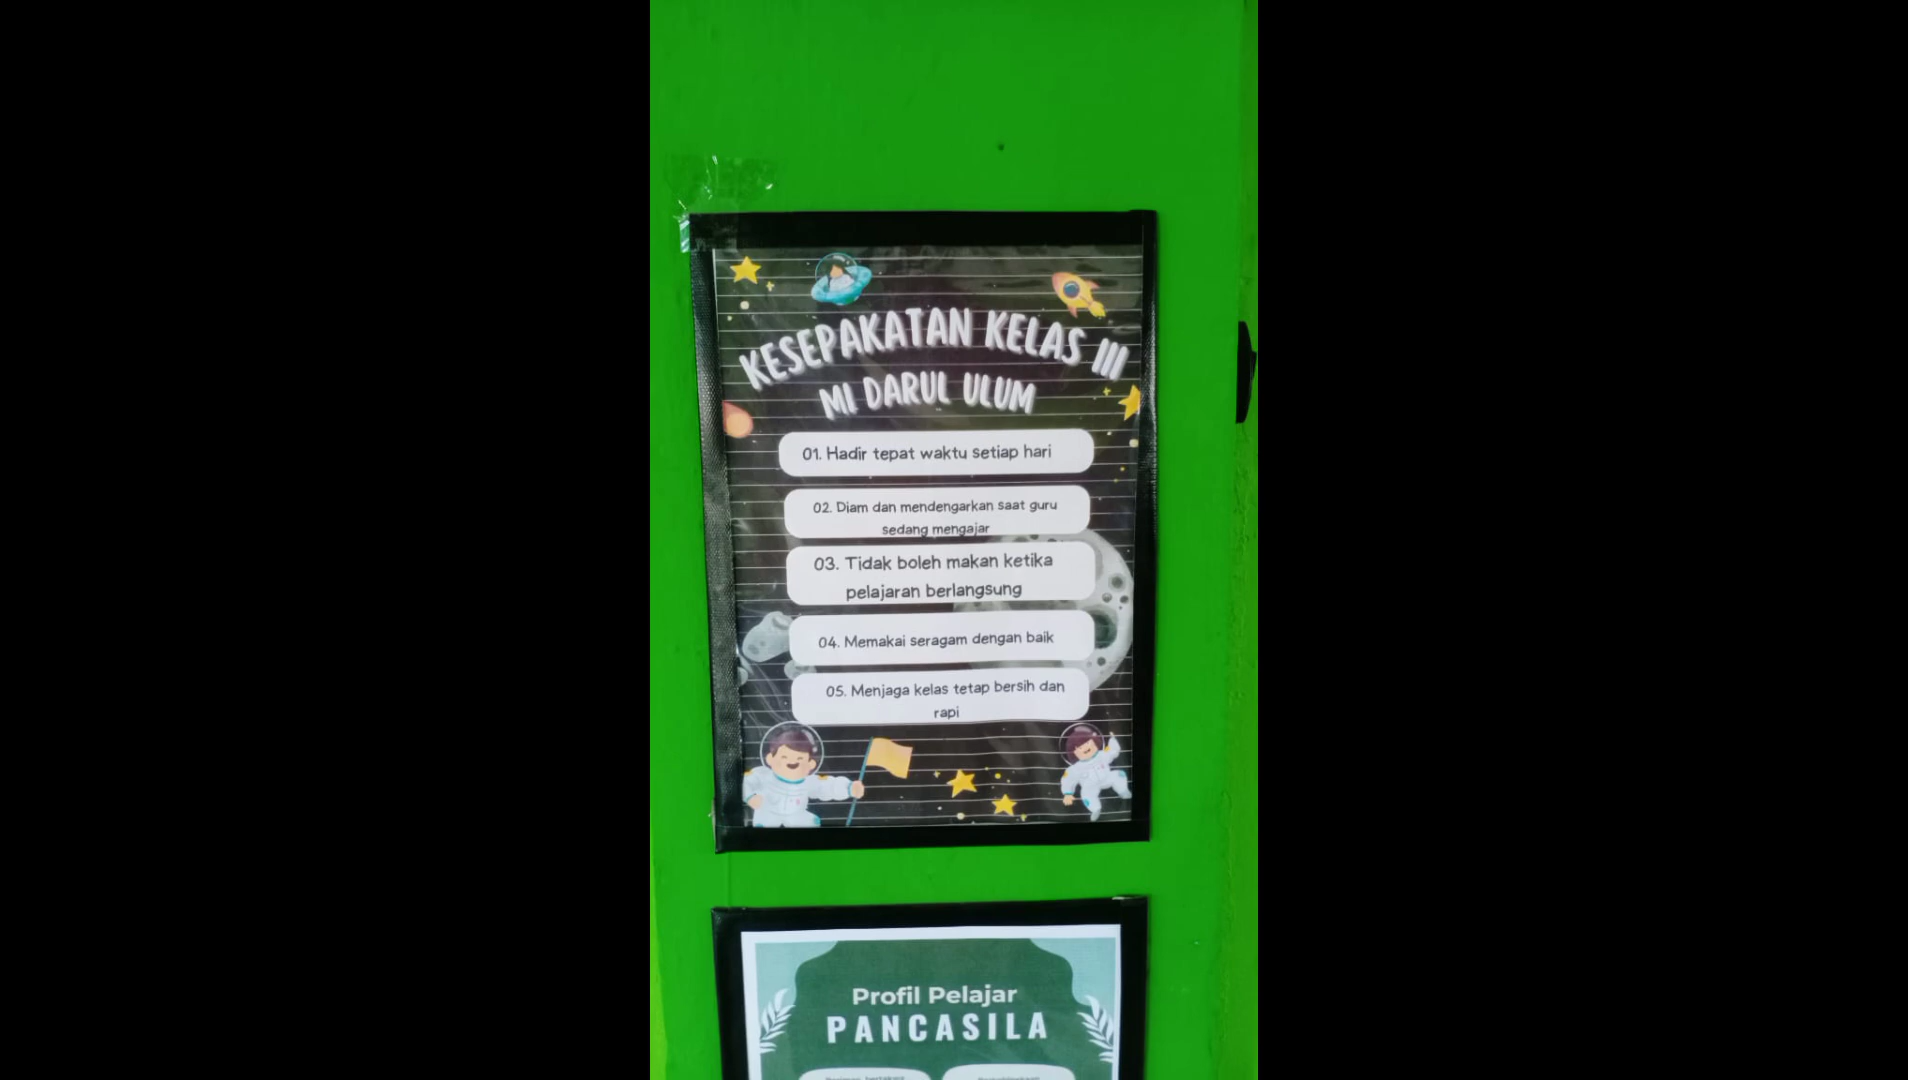 KESEPAKATAN KELAS III
MI DARUL ULUM
01. Hadir tepat waktu setiap hari
02. Diam dan mendengarkan saat guru
sedang mengajar
03. Tidak boleh makan ketika
pelajaran berlangsung
04. Memakai seragam dengan baik
05. Menjaga kelas tetap bersih dan
rapi
Profil Pelajar
PANCASILA